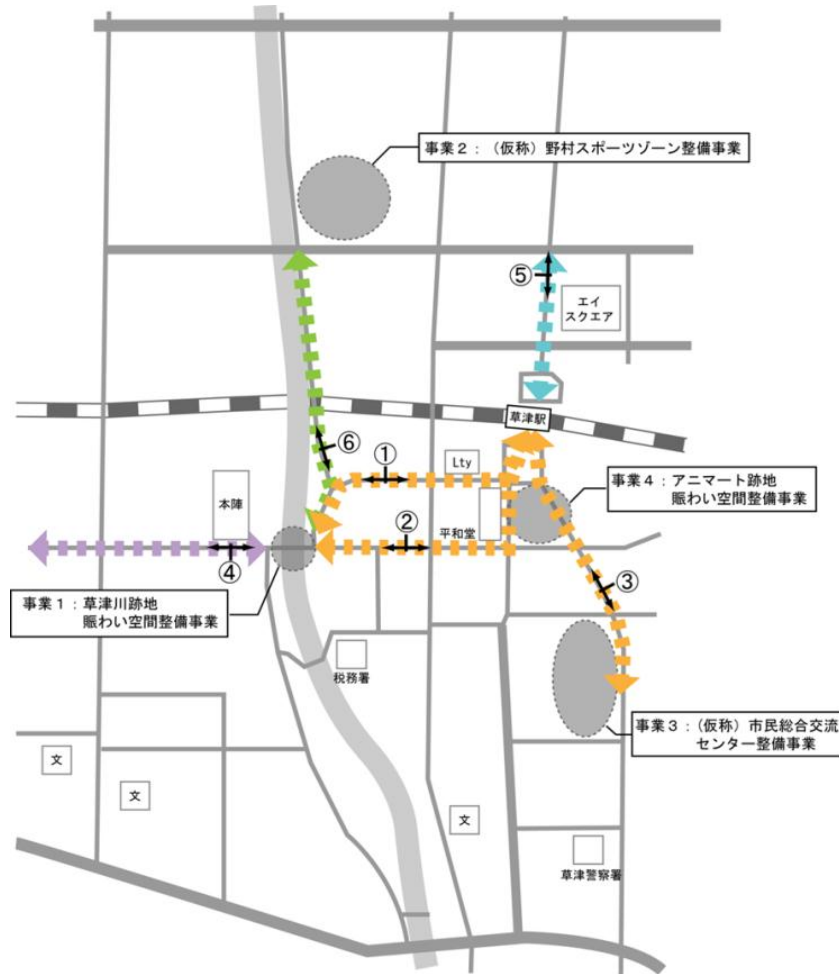 事業２：（仮称）野村スポーツゾーン整備事業
⑤
エイ
スクエア
草津駅
⑥
①
Lty
本陣
事業４：アニマート跡地
賑わい空間整備事業
平和堂
②
④
③
事業１：草津川跡地
賑わい空間整備事業
税務署
事業３：（仮称）市民総合交流
センター整備事業
文
文
文
草津警察署